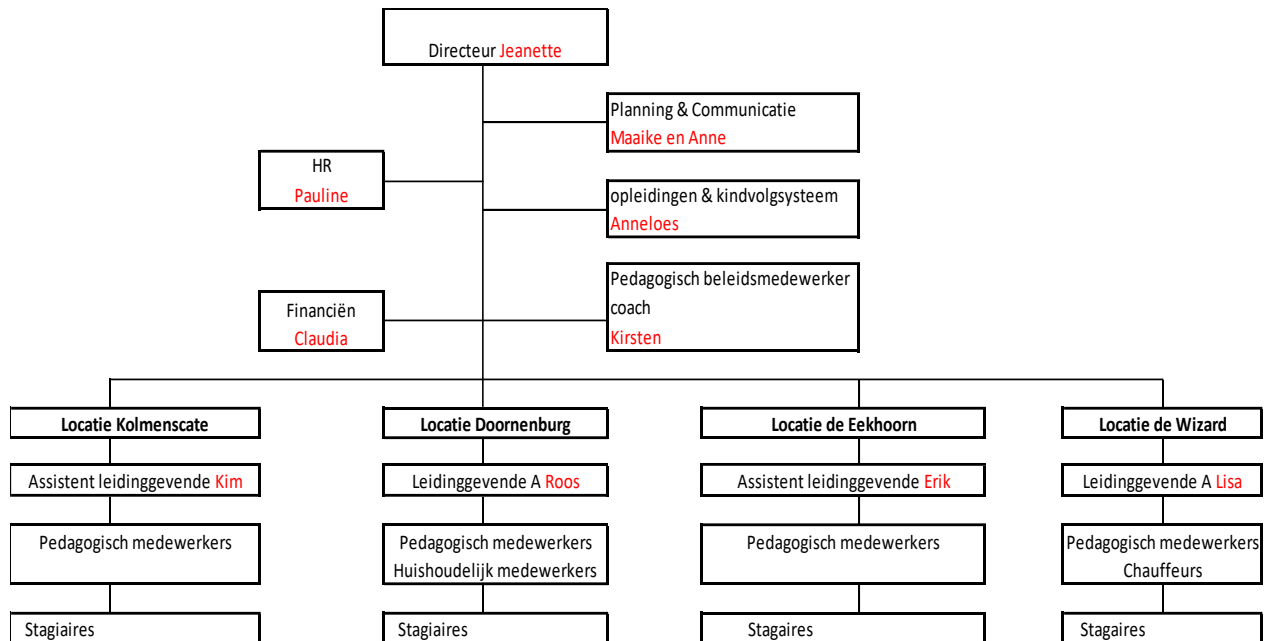 Directeur Jeanette
Planning & Communicatie
Maaike en Anne
HR
Pauline
opleidingen & kindvolgsysteem
Anneloes
Pedagogisch beleidsmedewerker
coach
Kirsten
Financiën
Claudia
Locatie Kolmenscate
Locatie Doornenburg
Locatie de Eekhoorn
Locatie de Wizard
Assistent leidinggevende Kim
Leidinggevende A Roos
Assistent leidinggevende Erik
Leidinggevende A Lisa
Pedagogisch medewerkers
Pedagogisch medewerkers
Huishoudelijk medewerkers
Pedagogisch medewerkers
Pedagogisch medewerkers
Chauffeurs
Stagiaires
Stagiaires
Stagaires
Stagaires